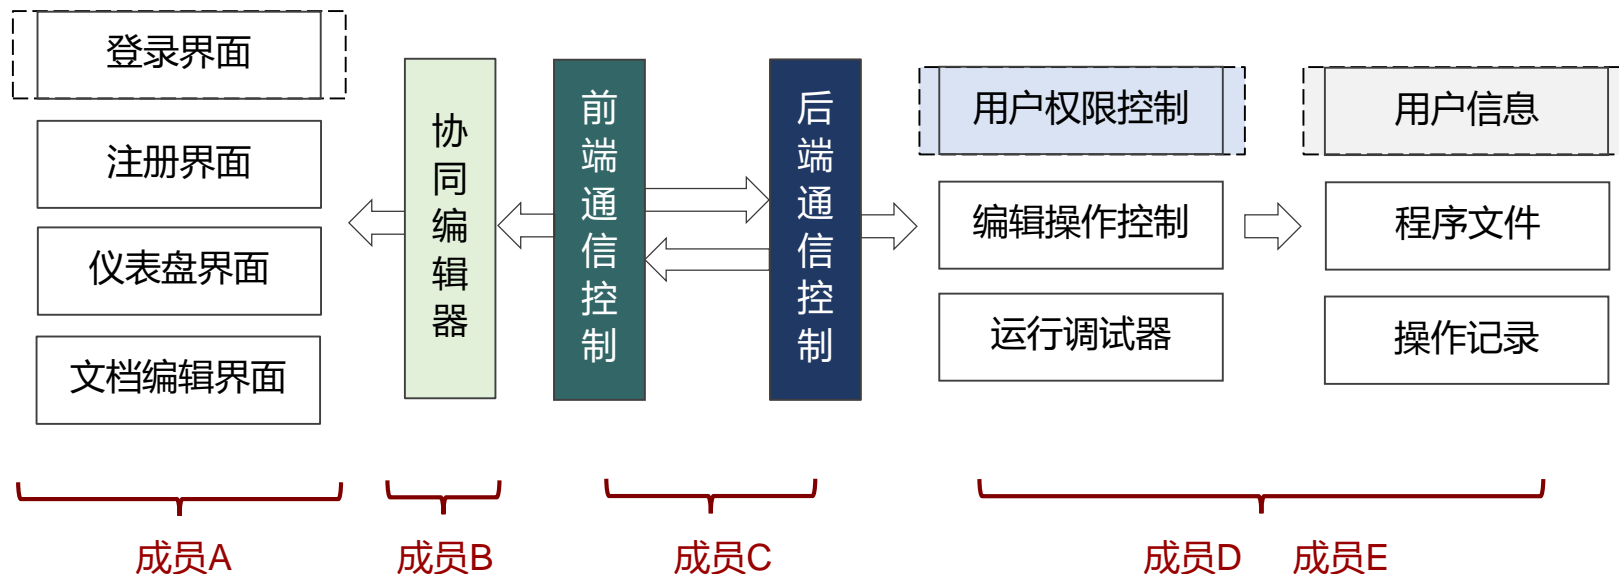 登录界面
注册界面
仪表盘界面
文档编辑界面
协同编辑器
前端通信控制
后端通信控制
用户权限控制
编辑操作控制
运行调试器
用户信息
程序文件
操作记录
成员A
成员B
成员C
成员D
成员E